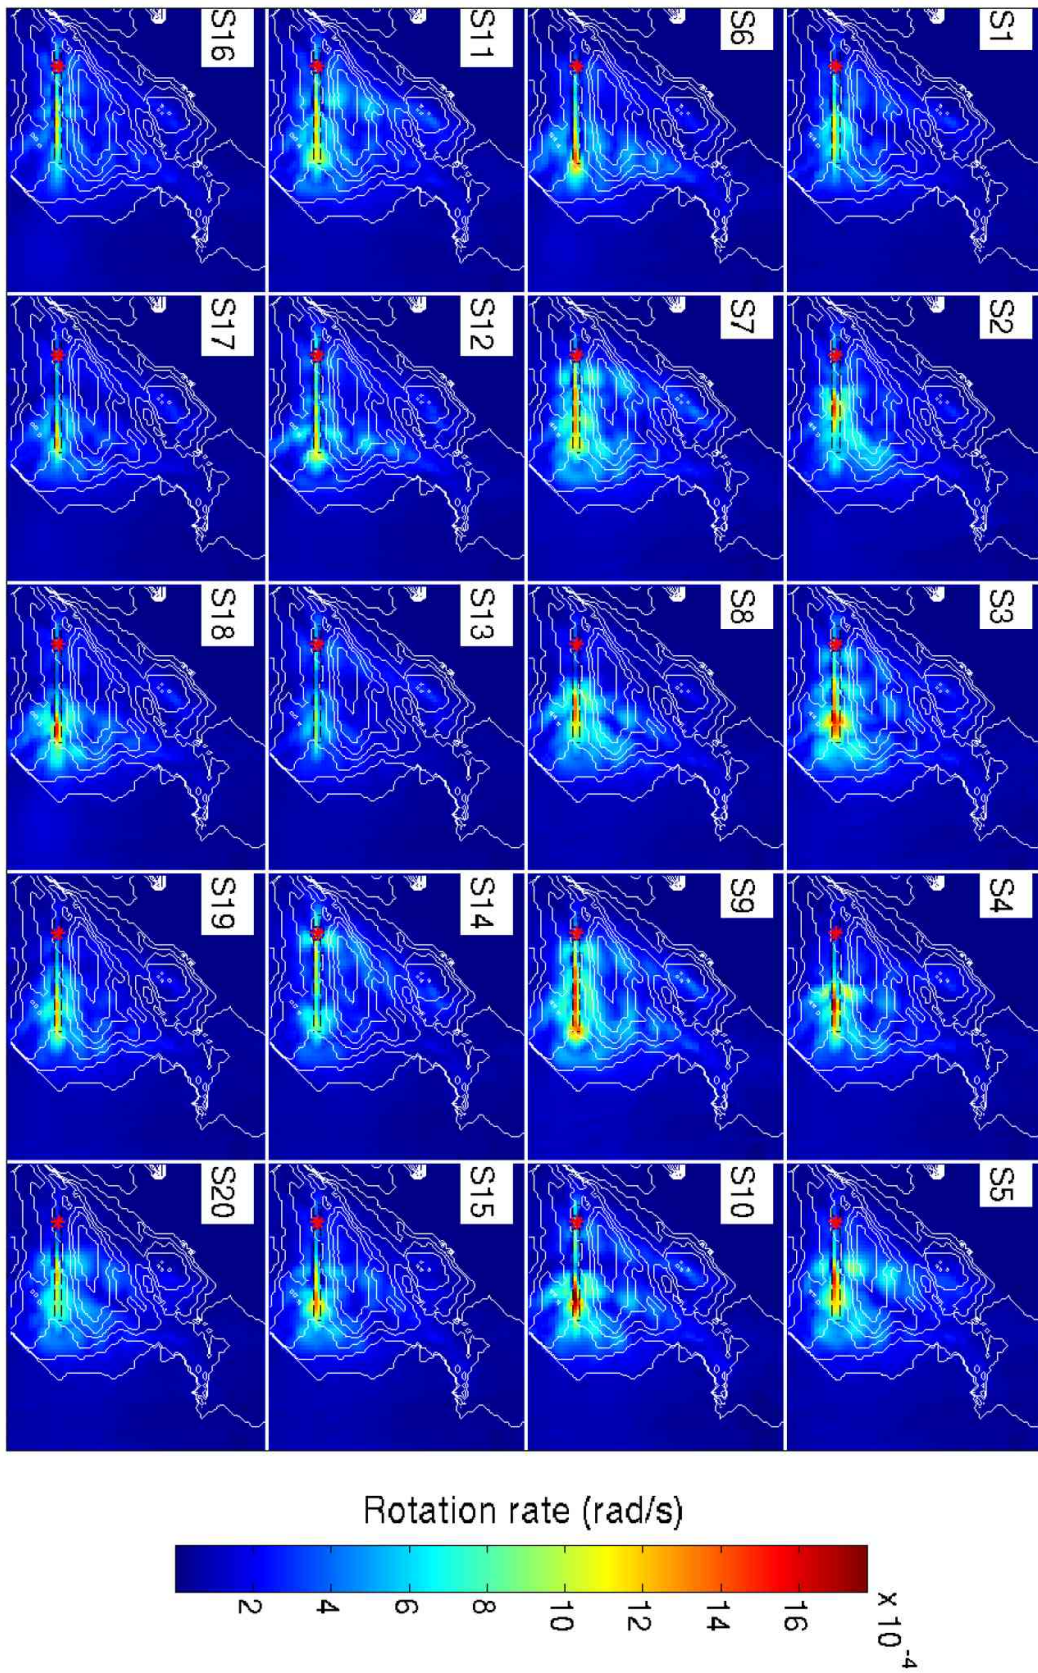 S1
S2
S3
S4
S5
S6
S7
S8
S9
S10
S11
S12
S13
S14
S15
S16
S17
S18
S19
S20
Rotation rate (rad/s)
2 4 6 8 10 12 14 16
x 10⁻⁴